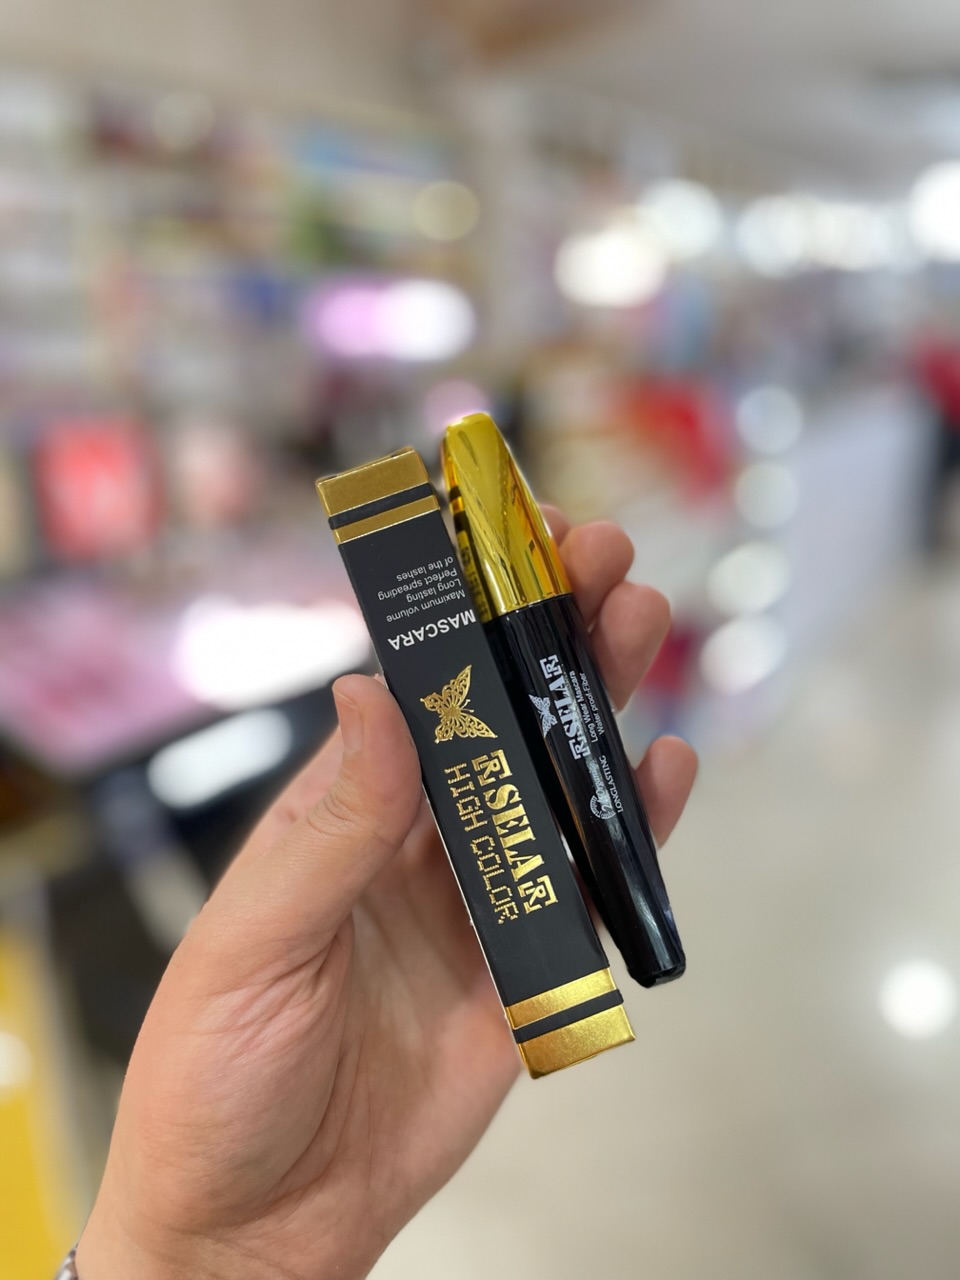 MASCARA
Maximum volume
Long lasting
Perfect spreading
of the lashes
RSELAR
HIGH COLOR
RSELAR
Long Wear Mascara
Water proof Fiber
LONGLASTING